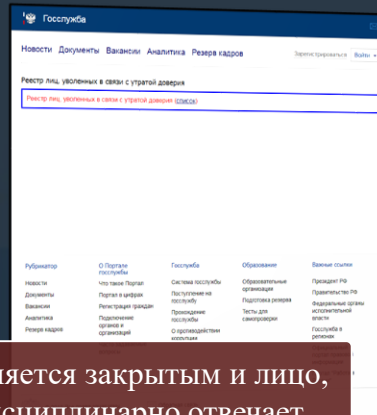 Госслужба
Новости Документы Вакансии Аналитика Резерв кадров
Зарегистрироваться Войти
Реестр лиц, уволенных в связи с утратой доверия
Реестр лиц, уволенных в связи с утратой доверия (список)
Рубрикатор
Новости
Документы
Вакансии
Аналитика
Резерв кадров
О Портале
госслужбы
Что такое Портал
Портал в цифрах
Регистрация граждан
Подключение
органов и
организаций
Госслужба
Система госслужбы
Поступление на
госслужбу
Прохождение
госслужбы
О противодействии
коррупции
Образование
Образовательные
организации
Подготовка резерва
Тесты для
самопроверки
Важные ссылки
Президент РФ
Правительство РФ
Федеральные органы
исполнительной
власти
Госслужба в
регионах
ляется закрытым и лицо,
сциплинарно отвечает